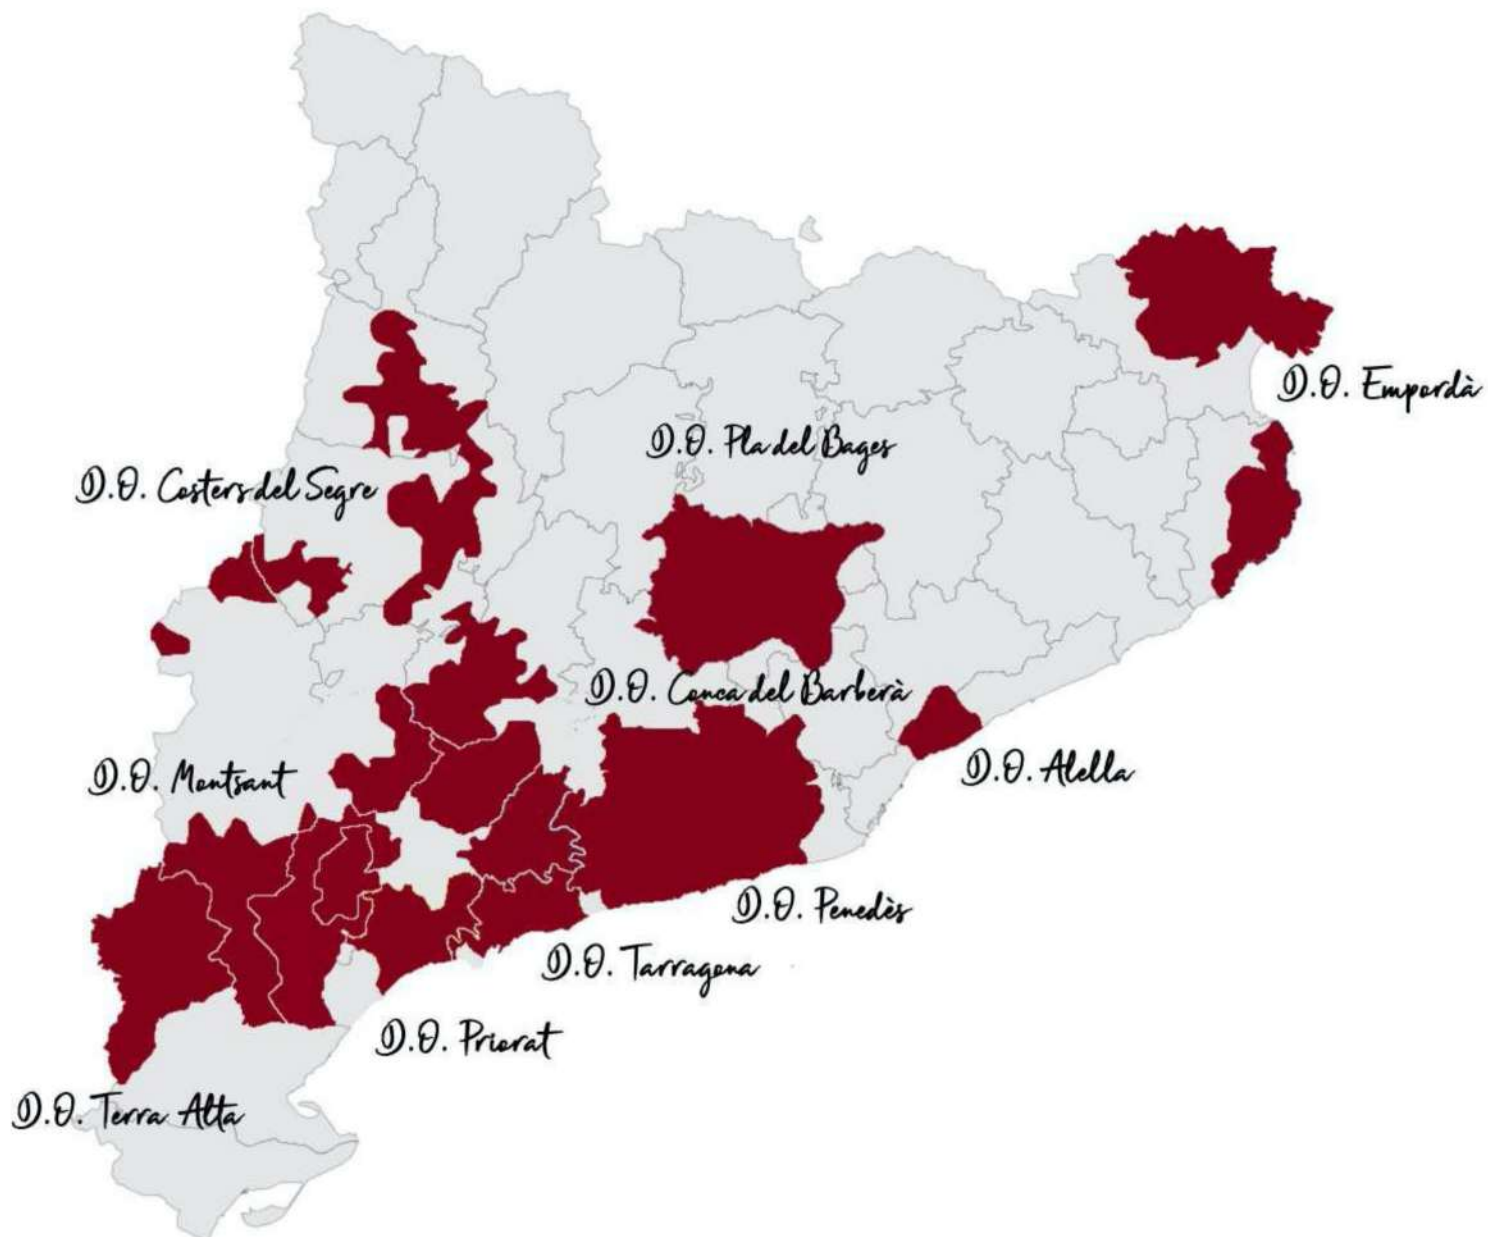 D.O. Empordà
D.O. Pla del Bages
D.O. Costers del Segre
D.O. Conca del Barberà
D.O. Alella
D.O. Montsant
D.O. Penedès
D.O. Tarragona
D.O. Priorat
D.O. Terra Alta